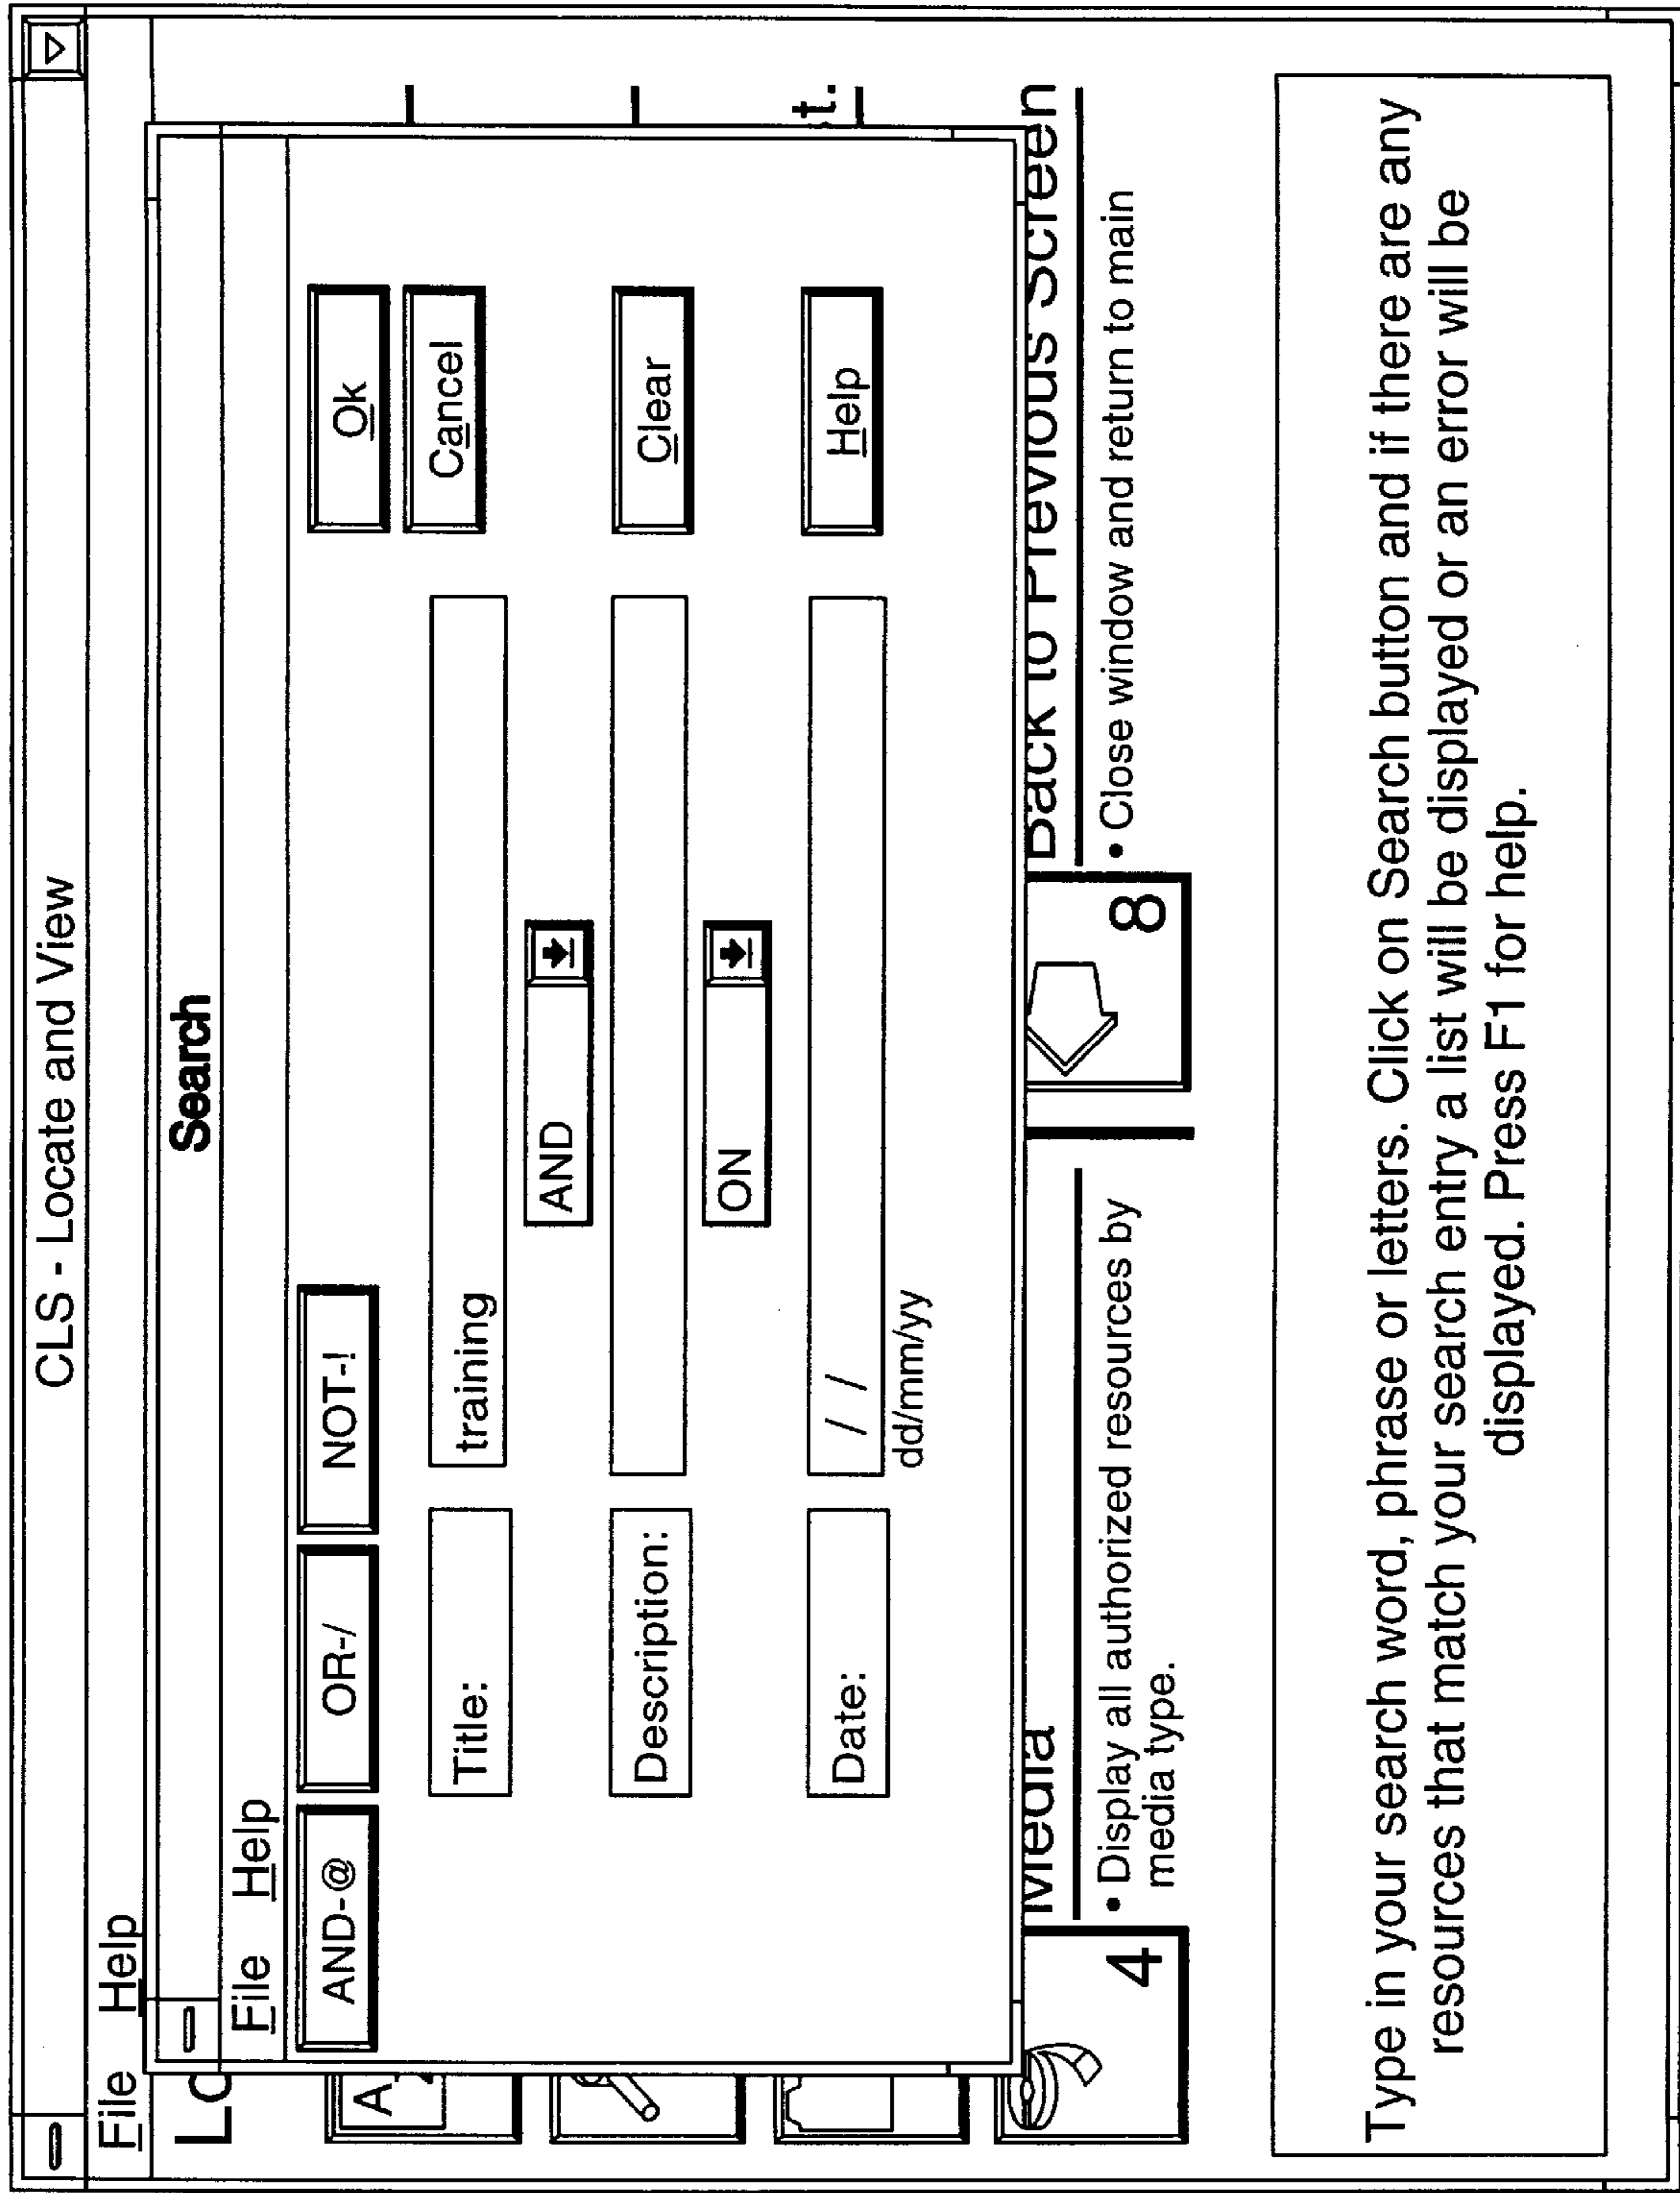 CLS - Locate and View
File Help
Search
File Help
AND-@ OR-/ NOT-!
Ok
Cancel
Title: training
AND
Description:
Clear
ON
Date: / /
Help
dd/mm/yy
A
t.
Media
• Display all authorized resources by
media type.
4
Back to Previous Screen
• Close window and return to main
8
Type in your search word, phrase or letters. Click on Search button and if there are any
resources that match your search entry a list will be displayed or an error will be
displayed. Press F1 for help.